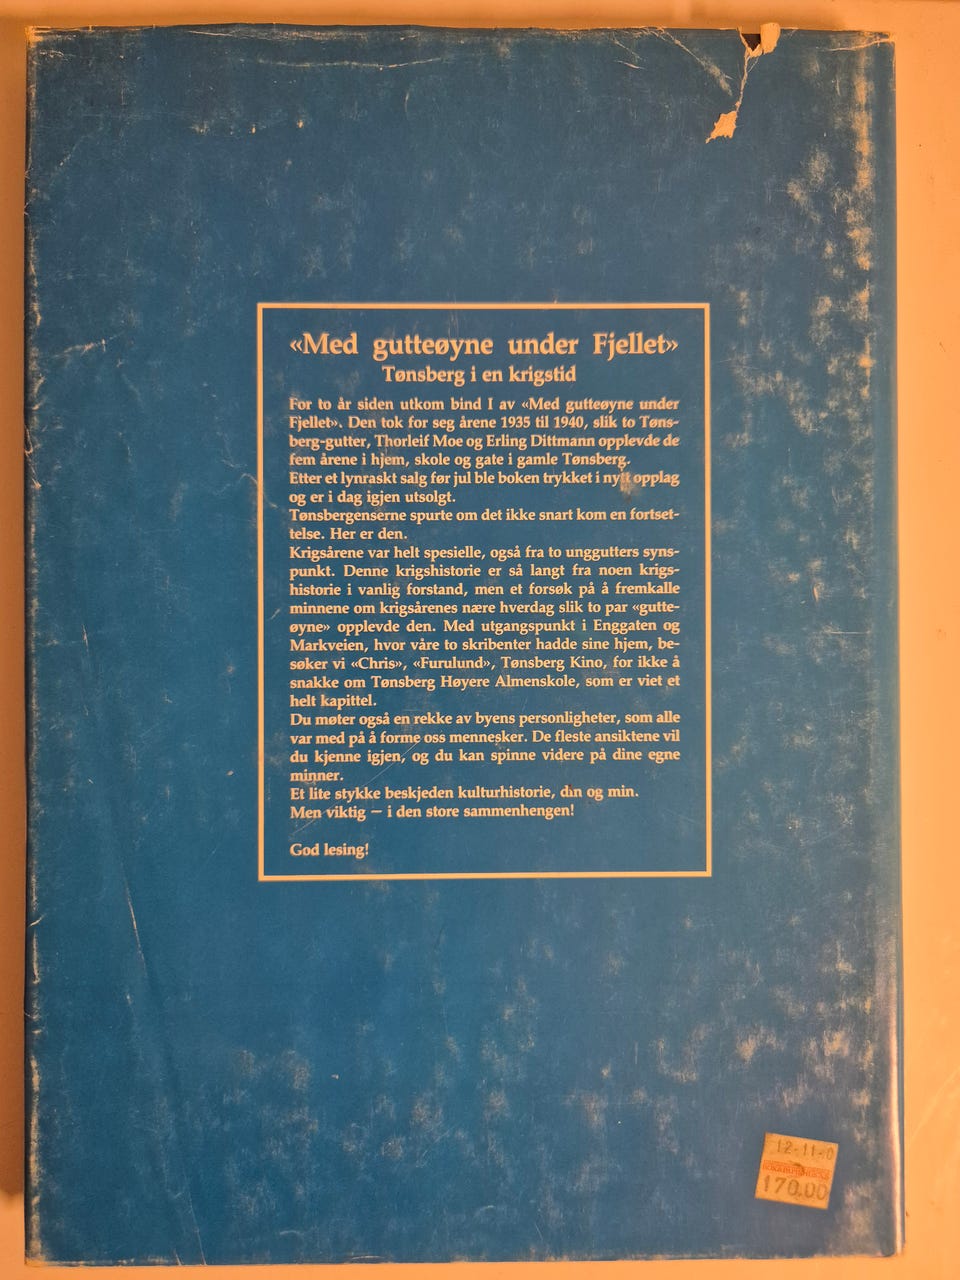 «Med gutteøyne under Fjellet»
Tønsberg i en krigstid
For to år siden utkom bind I av «Med gutteøyne under
Fjellet». Den tok for seg årene 1935 til 1940, slik to Tøns-
berg-gutter, Thorleif Moe og Erling Dittmann opplevde de
fem årene i hjem, skole og gate i gamle Tønsberg.
Etter et lynraskt salg før jul ble boken trykket i nytt opplag
og er i dag igjen utsolgt.
Tønsbergenserne spurte om det ikke snart kom en fortset-
telse. Her er den.
Krigsårene var helt spesielle, også fra to unggutters syns-
punkt. Denne krigshistorie er så langt fra noen krigs-
historie i vanlig forstand, men et forsøk på å fremkalle
minnene om krigsårenes nære hverdag slik to par «gutte-
øyne» opplevde den. Med utgangspunkt i Enggaten og
Markveien, hvor våre to skribenter hadde sine hjem, be-
søker vi «Chris», «Furulund», Tønsberg Kino, for ikke å
snakke om Tønsberg Høyere Almenskole, som er viet et
helt kapittel.
Du møter også en rekke av byens personligheter, som alle
var med på å forme oss mennesker. De fleste ansiktene vil
du kjenne igjen, og du kan spinne videre på dine egne
minner.
Et lite stykke beskjeden kulturhistorie, din og min.
Men viktig — i den store sammenhengen!
God lesing!
12-11-0
170.00